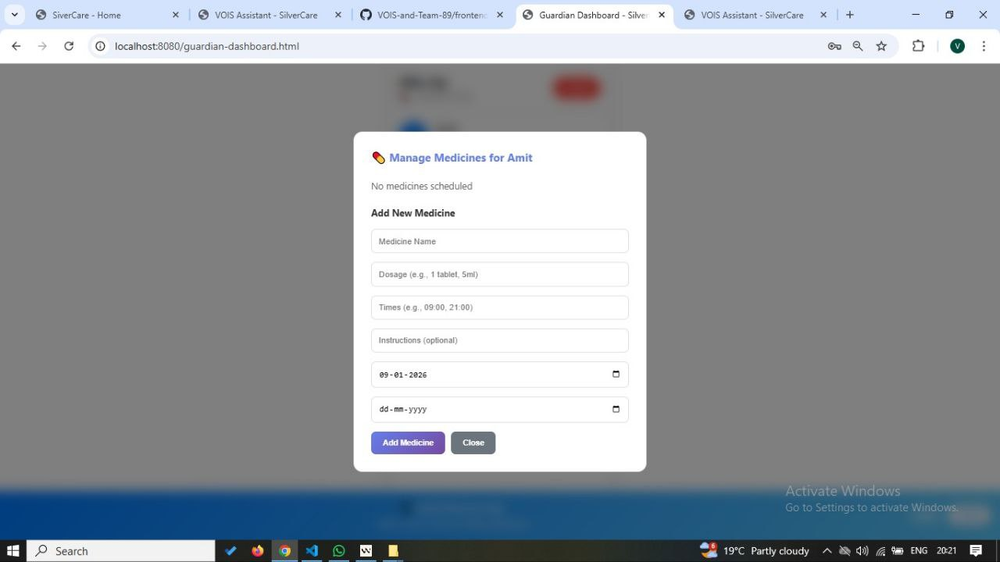 SiverCare - Home
VOIS Assistant - SilverCare
VOIS-and-Team-89/frontend
Guardian Dashboard - Silver
VOIS Assistant - SilverCare
localhost:8080/guardian-dashboard.html
V
Manage Medicines for Amit
No medicines scheduled
Add New Medicine
Medicine Name
Dosage (e.g., 1 tablet, 5ml)
Times (e.g., 09:00, 21:00)
Instructions (optional)
09-01-2026
dd-mm-yyyy
Add Medicine Close
Activate Windows
Go to Settings to activate Windows.
Search
6
19°C Partly cloudy
ENG
20:21